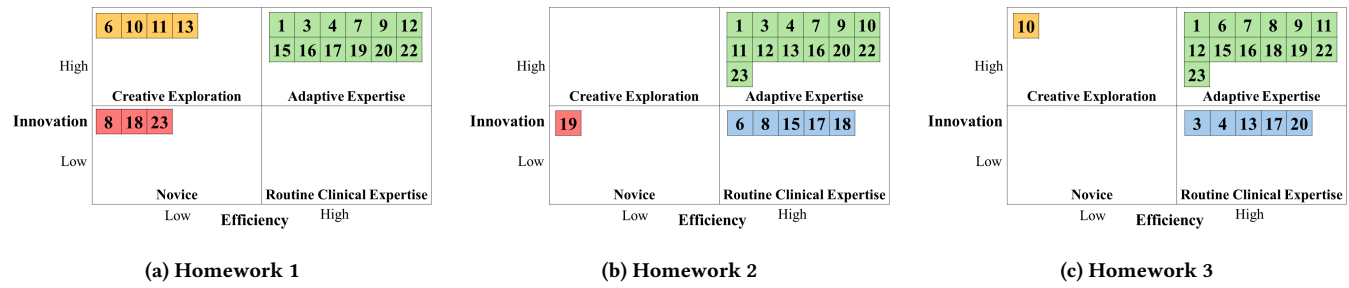 6 10 11 13
1 3 4 7 9 12
15 16 17 19 20 22
High
Creative Exploration
Adaptive Expertise
Innovation
8 18 23
Low
Novice
Routine Clinical Expertise
Low
Efficiency
High
(a) Homework 1
1 3 4 7 9 10
11 12 13 16 20 22
23
High
Creative Exploration
Adaptive Expertise
Innovation
19
6 8 15 17 18
Low
Novice
Routine Clinical Expertise
Low
Efficiency
High
(b) Homework 2
10
1 6 7 8 9 11
12 15 16 18 19 22
23
High
Creative Exploration
Adaptive Expertise
Innovation
3 4 13 17 20
Low
Novice
Routine Clinical Expertise
Low
Efficiency
High
(c) Homework 3